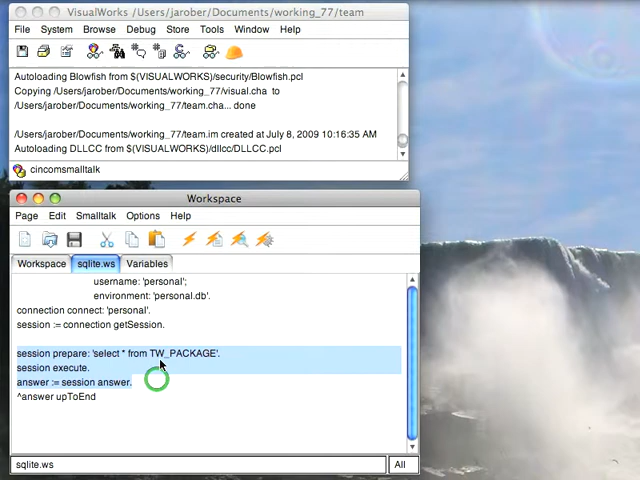 VisualWorks /Users/jarober/Documents/working_77/team
File System Browse Debug Store Tools Window Help
Autoloading Blowfish from $(VISUALWORKS)/security/Blowfish.pcl
Copying /Users/jarober/Documents/working_77/visual.cha to
/Users/jarober/Documents/working_77/team.cha... done
/Users/jarober/Documents/working_77/team.im created at July 8, 2009 10:16:35 AM
Autoloading DLLCC from $(VISUALWORKS)/dllcc/DLLCC.pcl
cincomsmalltalk
Workspace
Page Edit Smalltalk Options Help
Workspace sqlite.ws Variables
username: 'personal';
environment: 'personal.db'.
connection connect: 'personal'.
session := connection getSession.
session prepare: 'select * from TW_PACKAGE'.
session execute.
answer := session answer.
^answer upToEnd
sqlite.ws All